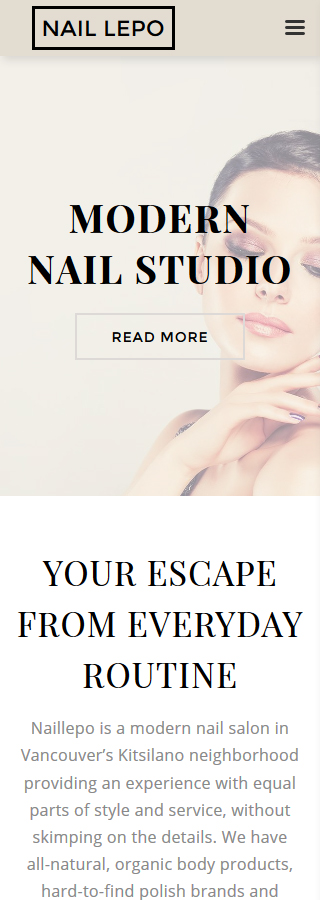 NAIL LEPO
MODERN
NAIL STUDIO
READ MORE
YOUR ESCAPE
FROM EVERYDAY
ROUTINE
Naillepo is a modern nail salon in
Vancouver’s Kitsilano neighborhood
providing an experience with equal
parts of style and service, without
skimping on the details. We have
all-natural, organic body products,
hard-to-find polish brands and